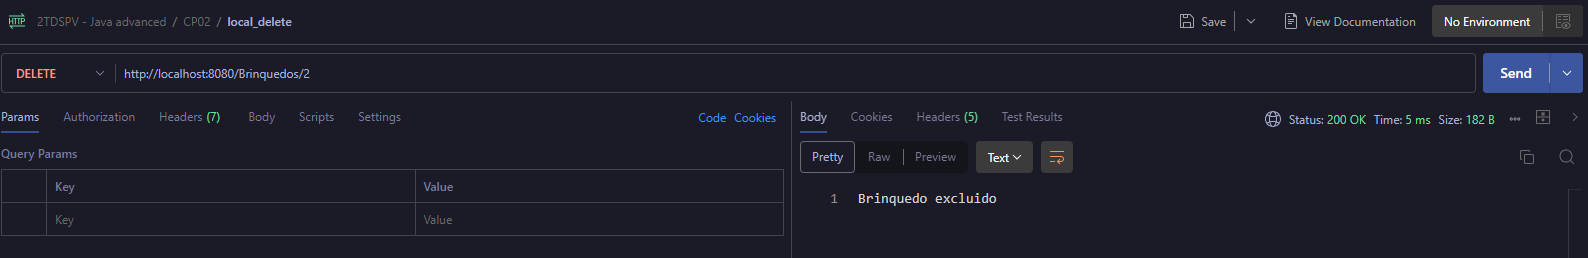 HTTP 2TDSPV - Java advanced / CP02 / local_delete Save View Documentation No Environment
DELETE http://localhost:8080/Brinquedos/2 Send
Params Authorization Headers (7) Body Scripts Settings Code Cookies
Body Cookies Headers (5) Test Results Status: 200 OK Time: 5 ms Size: 182 B
Query Params
Pretty Raw Preview Text
Key Value
Key Value
1 Brinquedo excluido